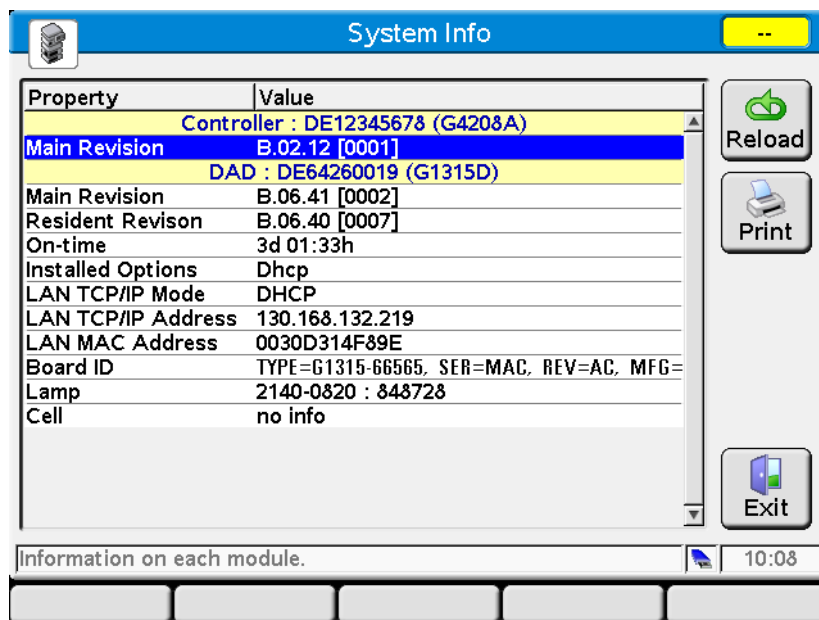 System Info
--
Property Value
Controller : DE12345678 (G4208A)
Main Revision B.02.12 [0001]
DAD : DE64260019 (G1315D)
Main Revision B.06.41 [0002]
Resident Revison B.06.40 [0007]
On-time 3d 01:33h
Installed Options Dhcp
LAN TCP/IP Mode DHCP
LAN TCP/IP Address 130.168.132.219
LAN MAC Address 0030D314F89E
Board ID TYPE=G1315-66565, SER=MAC, REV=AC, MFG=
Lamp 2140-0820 : 848728
Cell no info
Reload
Print
Exit
Information on each module.
10:08